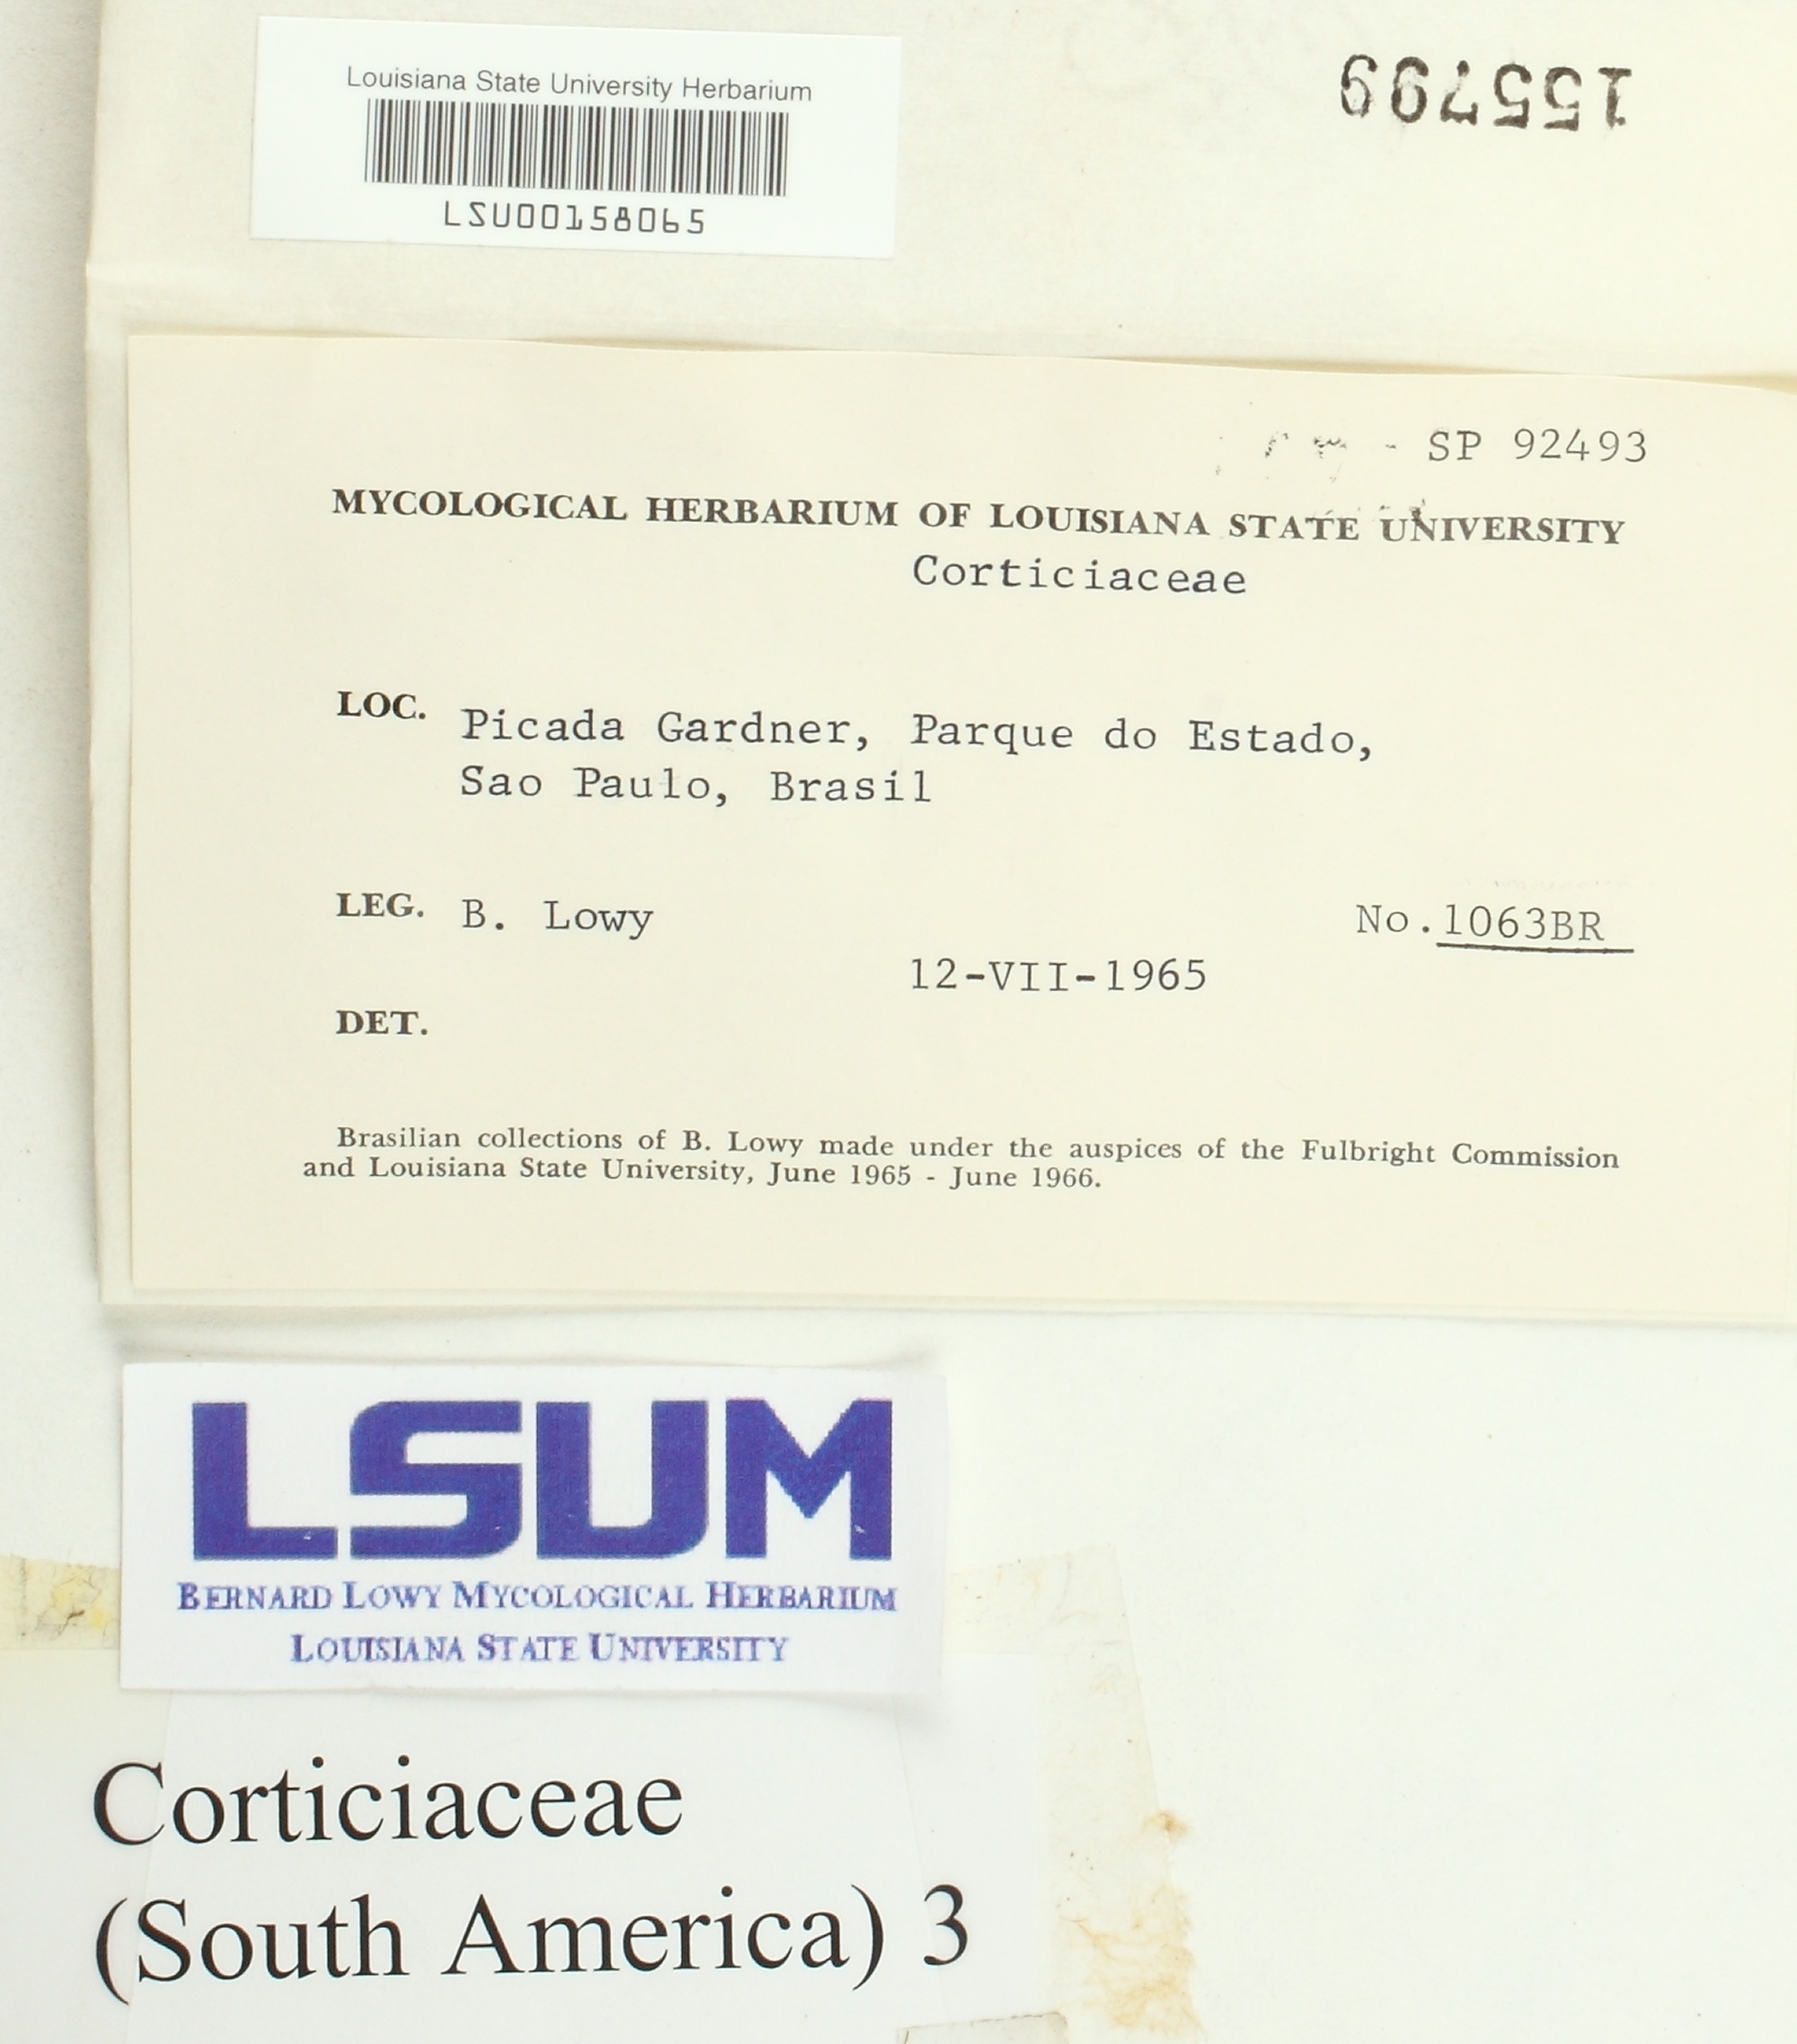 Louisiana State University Herbarium
LSU00158065
155799
SP 92493
MYCOLOGICAL HERBARIUM OF LOUISIANA STATE UNIVERSITY
Corticiaceae
LOC. Picada Gardner, Parque do Estado,
Sao Paulo, Brasil
LEG. B. Lowy No. 1063BR
12-VII-1965
DET.
Brasilian collections of B. Lowy made under the auspices of the Fulbright Commission
and Louisiana State University, June 1965 - June 1966.
LSUM
BERNARD LOWY MYCOLOGICAL HERBARIUM
LOUISIANA STATE UNIVERSITY
Corticiaceae
(South America) 3